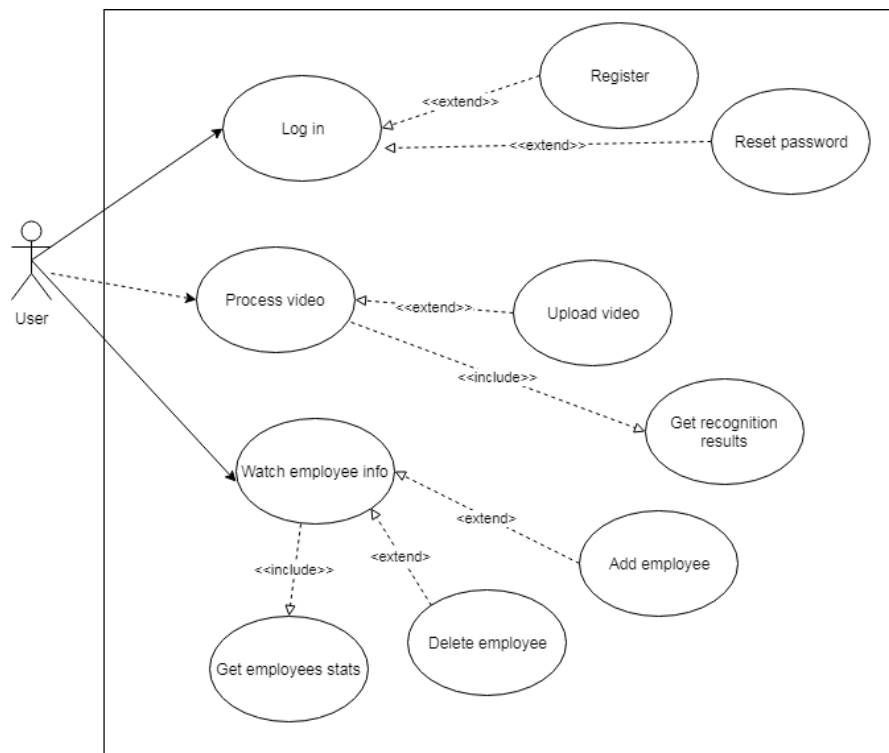 Register
<<extend>>
Log in
Reset password
<<extend>>
User
Process video
<<extend>>
Upload video
<<include>>
Get recognition
results
Watch employee info
<extend>
Add employee
<<include>>
<extend>
Delete employee
Get employees stats